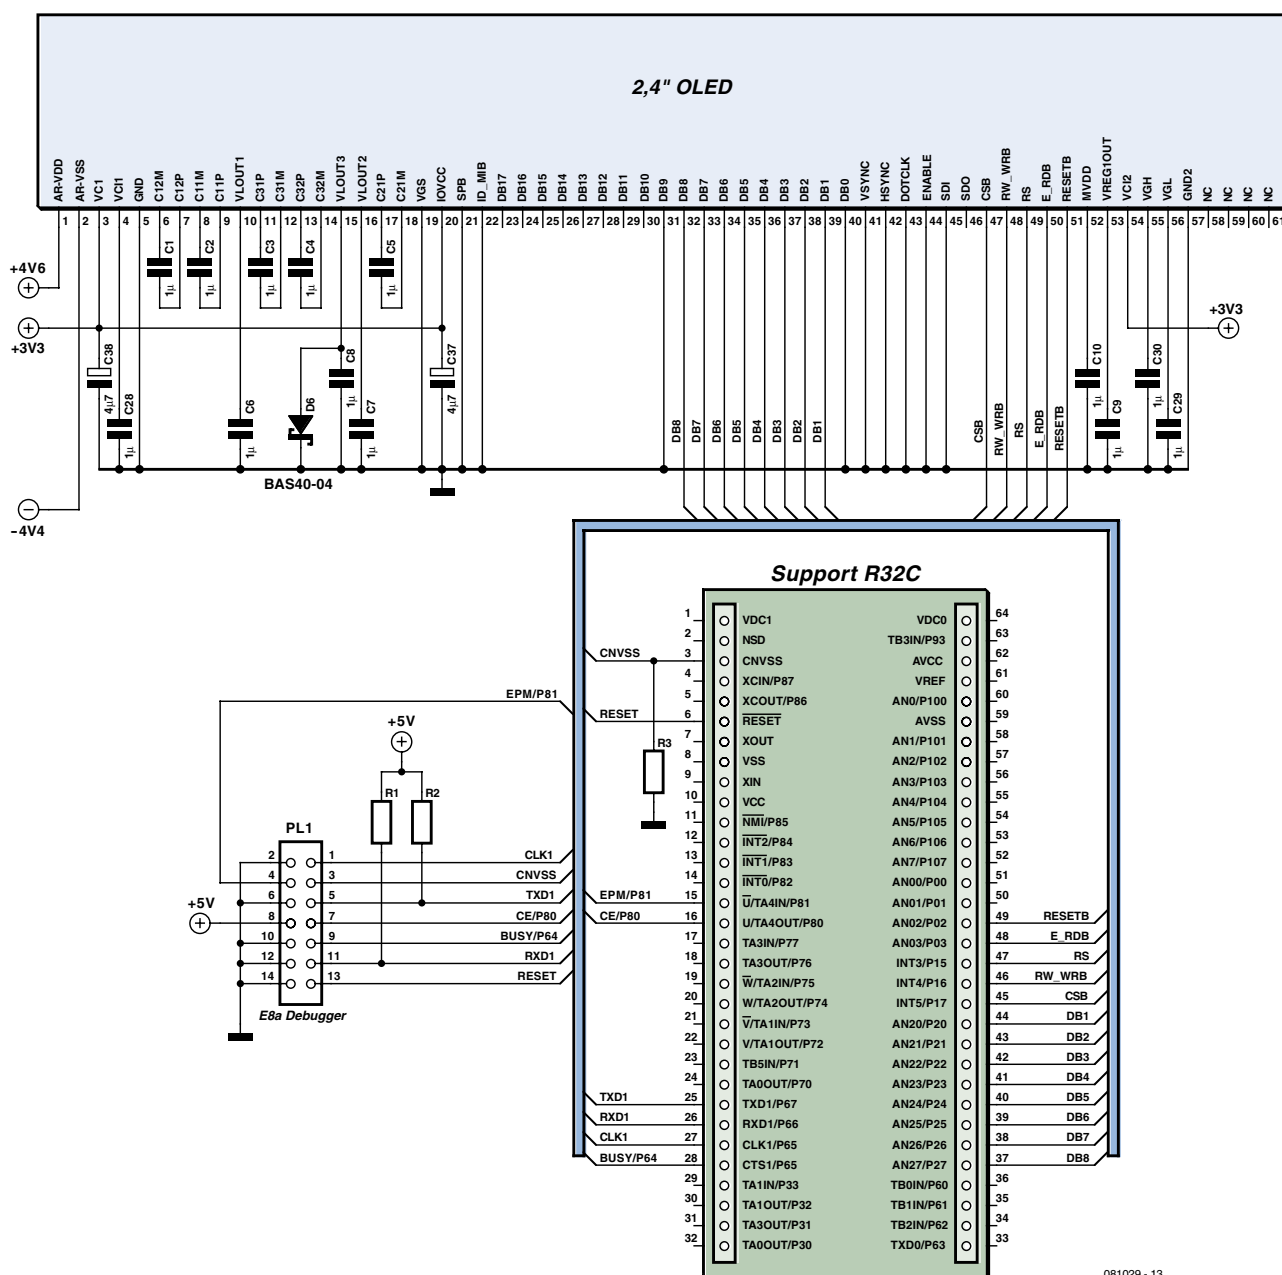 2,4" OLED
AR-VDD AR-VSS VC1 VCI1 GND C12M C12P C11M C11P VLOUT1 C31P C31M C32P C32M VLOUT3 VLOUT2 C21P C21M VGS IOVCC SPB ID_MIB DB17 DB16 DB15 DB14 DB13 DB12 DB11 DB10 DB9 DB8 DB7 DB6 DB5 DB4 DB3 DB2 DB1 DB0 VSYNC HSYNC DOTCLK ENABLE SDI SDO CSB RW_WRB RS E_RDB RESETB MVDD VREG1OUT VCI2 VGH VGL GND2 NC NC NC NC
1 2 3 4 5 6 7 8 9 10 11 12 13 14 15 16 17 18 19 20 21 22 23 24 25 26 27 28 29 30 31 32 33 34 35 36 37 38 39 40 41 42 43 44 45 46 47 48 49 50 51 52 53 54 55 56 57 58 59 60 61
C1 1µ C2 1µ C3 1µ C4 1µ C5 1µ
+4V6
+3V3
+3V3
C38 4µ7 C28 1µ C6 1µ D6 C8 1µ C7 1µ C37 4µ7 C10 1µ C9 1µ C30 1µ C29 1µ
DB8 DB7 DB6 DB5 DB4 DB3 DB2 DB1 CSB RW_WRB RS E_RDB RESETB
BAS40-04
-4V4
Support R32C
1 VDC1 VDC0 64
2 NSD TB3IN/P93 63
CNVSS 3 CNVSS AVCC 62
4 XCIN/P87 VREF 61
EPM/P81 5 XCOUT/P86 AN0/P100 60
RESET 6 RESET AVSS 59
+5V 7 XOUT AN1/P101 58
R3 8 VSS AN2/P102 57
9 XIN AN3/P103 56
R1 R2 10 VCC AN4/P104 55
PL1 11 NMI/P85 AN5/P105 54
12 INT2/P84 AN6/P106 53
2 1 CLK1 13 INT1/P83 AN7/P107 52
4 3 CNVSS 14 INT0/P82 AN00/P00 51
6 5 TXD1 EPM/P81 15 U/TA4IN/P81 AN01/P01 50
+5V 8 7 CE/P80 CE/P80 16 U/TA4OUT/P80 AN02/P02 49 RESETB
10 9 BUSY/P64 17 TA3IN/P77 AN03/P03 48 E_RDB
12 11 RXD1 18 TA3OUT/P76 INT3/P15 47 RS
14 13 RESET 19 W/TA2IN/P75 INT4/P16 46 RW_WRB
E8a Debugger 20 W/TA2OUT/P74 INT5/P17 45 CSB
21 V/TA1IN/P73 AN20/P20 44 DB1
22 V/TA1OUT/P72 AN21/P21 43 DB2
23 TB5IN/P71 AN22/P22 42 DB3
24 TA0OUT/P70 AN23/P23 41 DB4
TXD1 25 TXD1/P67 AN24/P24 40 DB5
RXD1 26 RXD1/P66 AN25/P25 39 DB6
CLK1 27 CLK1/P65 AN26/P26 38 DB7
BUSY/P64 28 CTS1/P65 AN27/P27 37 DB8
29 TA1IN/P33 TB0IN/P60 36
30 TA1OUT/P32 TB1IN/P61 35
31 TA3OUT/P31 TB2IN/P62 34
32 TA0OUT/P30 TXD0/P63 33
081029 - 13